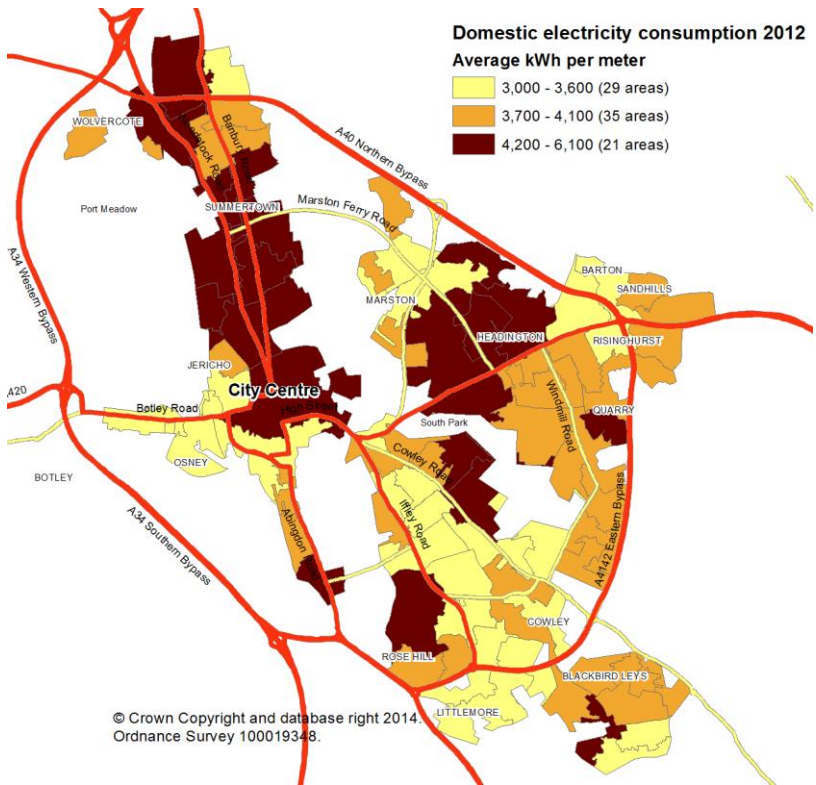 Domestic electricity consumption 2012
Average kWh per meter
3,000 - 3,600 (29 areas)
3,700 - 4,100 (35 areas)
4,200 - 6,100 (21 areas)
WOLVERCOTE
A40 Northern Bypass
Port Meadow
SUMMERTOWN
Marston Ferry Road
A34 Western Bypass
BARTON
SANDHILLS
MARSTON
HEADINGTON
RISINGHURST
JERICHO
City Centre
Botley Road
High Street
South Park
Windmill Road
QUARRY
OSNEY
BOTLEY
Cowley Road
Iffley Road
Abingdon Road
A34 Southern Bypass
A4142 Eastern Bypass
COWLEY
ROSE HILL
BLACKBIRD LEYS
LITTLEMORE
© Crown Copyright and database right 2014.
Ordnance Survey 100019348.